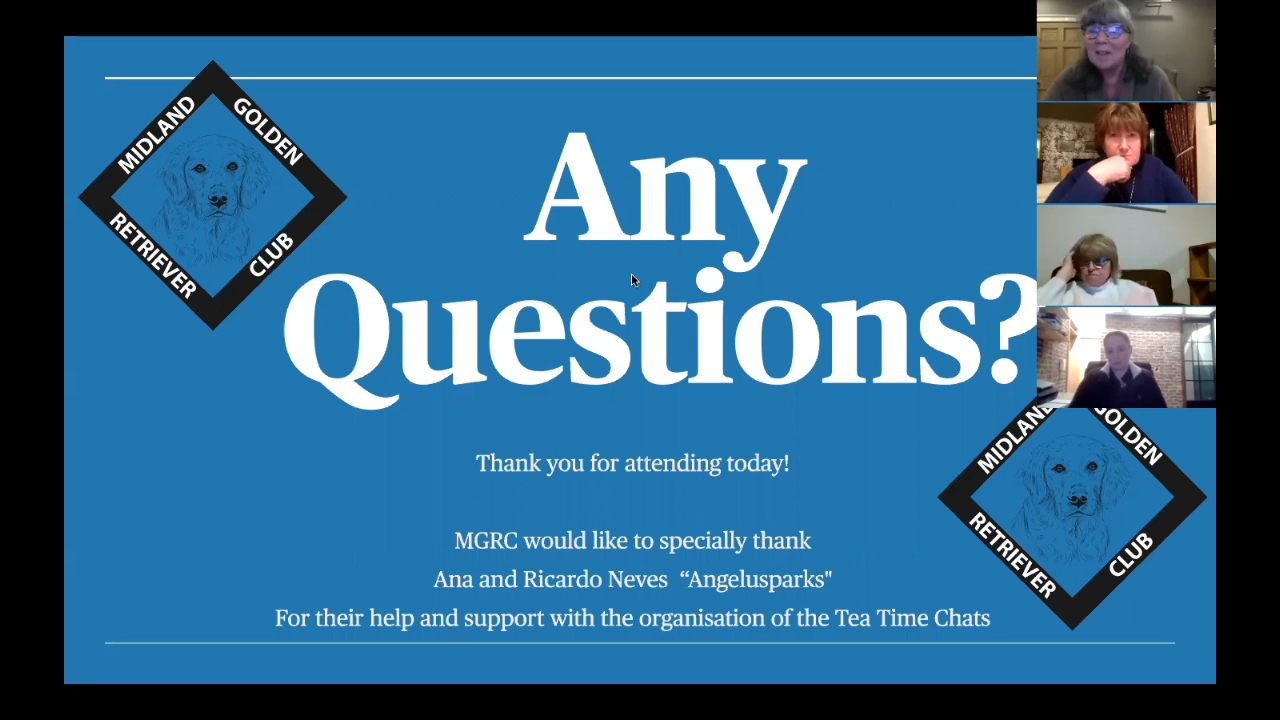 MIDLAND GOLDEN
RETRIEVER CLUB
Any
Questions?
Thank you for attending today!
MGRC would like to specially thank
Ana and Ricardo Neves “Angelusparks"
For their help and support with the organisation of the Tea Time Chats
MIDLAND GOLDEN
RETRIEVER CLUB